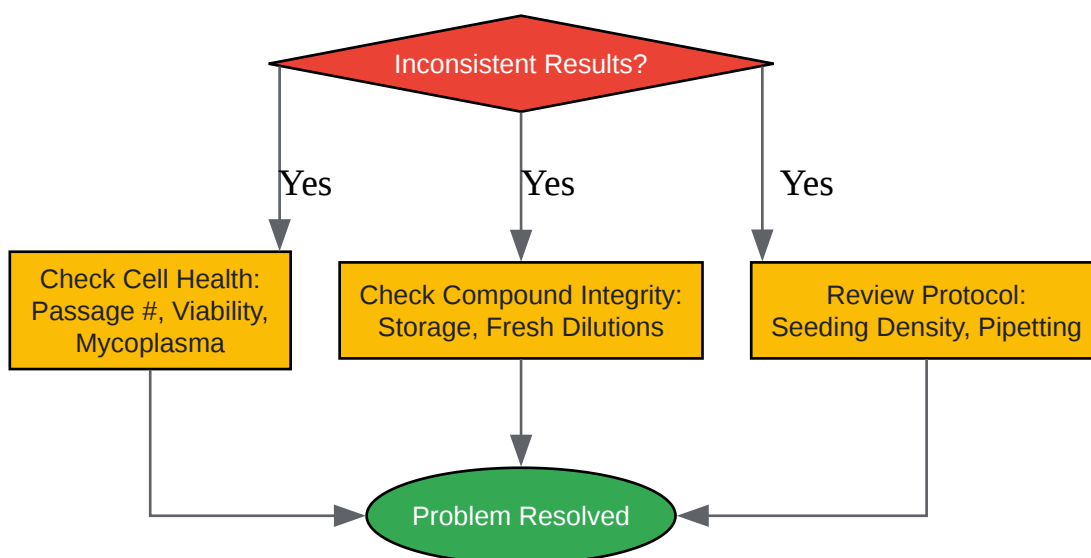 Inconsistent Results?
Yes
Yes
Yes
Check Cell Health:
Passage #, Viability,
Mycoplasma
Check Compound Integrity:
Storage, Fresh Dilutions
Review Protocol:
Seeding Density, Pipetting
Problem Resolved